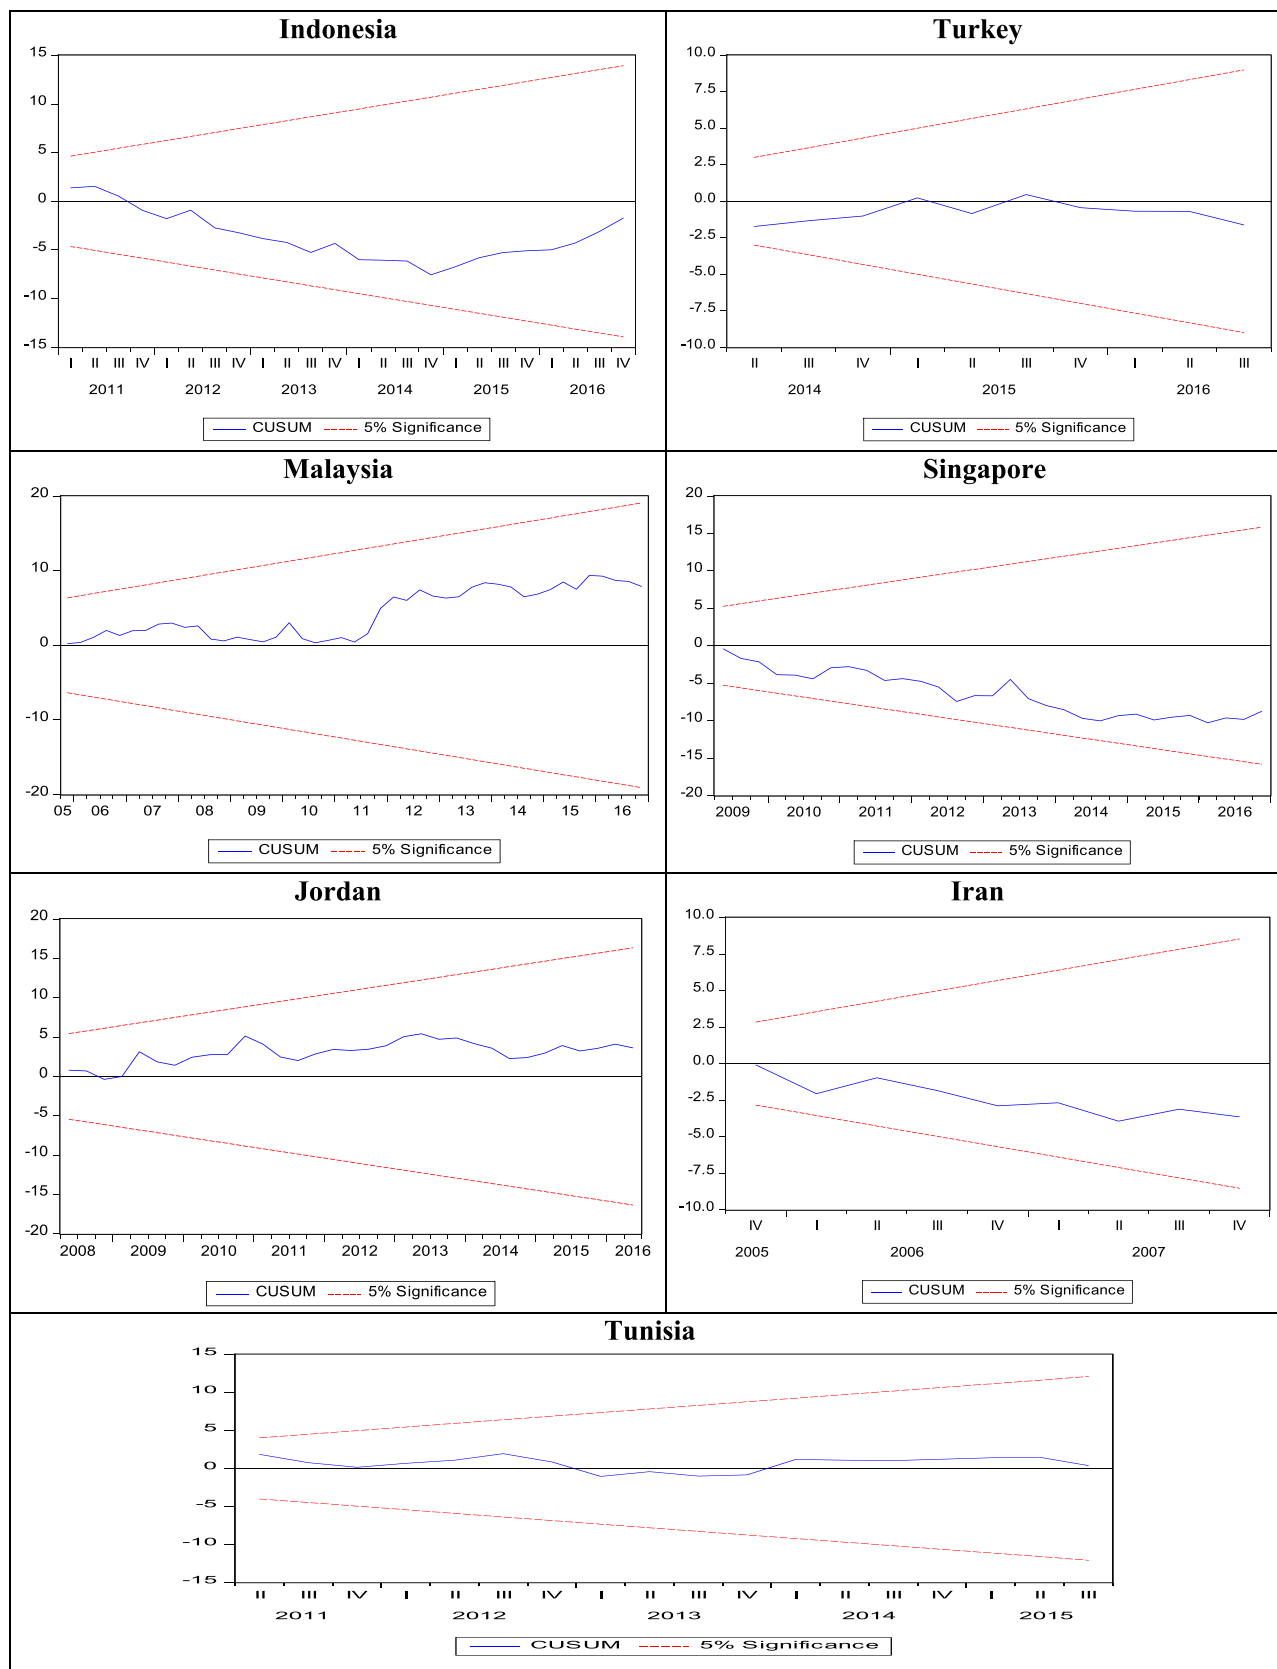 Indonesia
15
10
5
0
-5
-10
-15
I II III IV I II III IV I II III IV I II III IV I II III IV I II III IV
2011 2012 2013 2014 2015 2016
CUSUM 5% Significance
Turkey
10.0
7.5
5.0
2.5
0.0
-2.5
-5.0
-7.5
-10.0
II III IV I II III IV I II III
2014 2015 2016
CUSUM 5% Significance
Malaysia
20
10
0
-10
-20
05 06 07 08 09 10 11 12 13 14 15 16
CUSUM 5% Significance
Singapore
20
15
10
5
0
-5
-10
-15
-20
2009 2010 2011 2012 2013 2014 2015 2016
CUSUM 5% Significance
Jordan
20
15
10
5
0
-5
-10
-15
-20
2008 2009 2010 2011 2012 2013 2014 2015 2016
CUSUM 5% Significance
Iran
10.0
7.5
5.0
2.5
0.0
-2.5
-5.0
-7.5
-10.0
IV I II III IV I II III IV
2005 2006 2007
CUSUM 5% Significance
Tunisia
15
10
5
0
-5
-10
-15
II III IV I II III IV I II III IV I II III IV I II III
2011 2012 2013 2014 2015
CUSUM 5% Significance